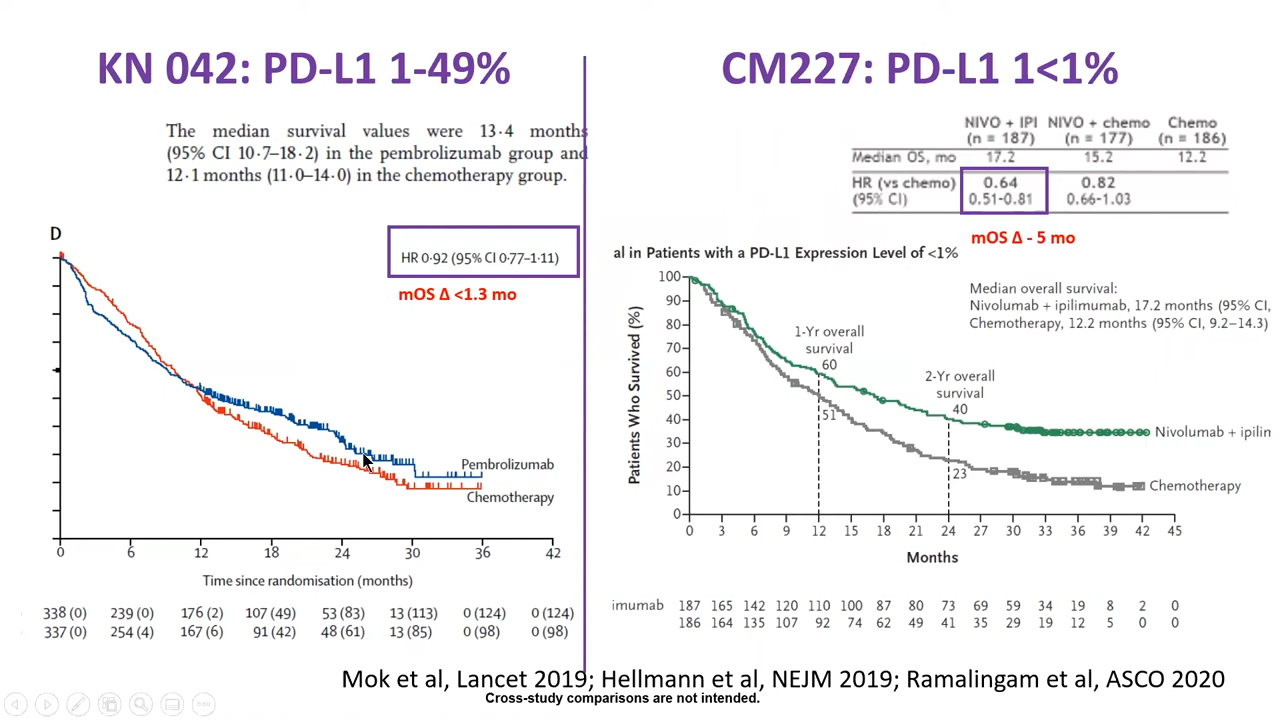 KN 042: PD-L1 1-49%
The median survival values were 13·4 months
(95% CI 10·7–18·2) in the pembrolizumab group and
12·1 months (11·0–14·0) in the chemotherapy group.
D
HR 0·92 (95% CI 0·77–1·11)
mOS Δ <1.3 mo
Pembrolizumab
Chemotherapy
0 6 12 18 24 30 36 42
Time since randomisation (months)
338 (0) 239 (0) 176 (2) 107 (49) 53 (83) 13 (113) 0 (124) 0 (124)
337 (0) 254 (4) 167 (6) 91 (42) 48 (61) 13 (85) 0 (98) 0 (98)
CM227: PD-L1 1<1%
NIVO + IPI NIVO + chemo Chemo
(n = 187) (n = 177) (n = 186)
Median OS, mo 17.2 15.2 12.2
HR (vs chemo) 0.64 0.82
(95% CI) 0.51-0.81 0.66-1.03
mOS Δ - 5 mo
al in Patients with a PD-L1 Expression Level of <1%
Median overall survival:
Nivolumab + ipilimumab, 17.2 months (95% CI,
Chemotherapy, 12.2 months (95% CI, 9.2–14.3)
Patients Who Survived (%)
100
90
80
70
60
50
40
30
20
10
0
1-Yr overall
survival
60
51
2-Yr overall
survival
40
23
Nivolumab + ipilin
Chemotherapy
0 3 6 9 12 15 18 21 24 27 30 33 36 39 42 45
Months
imumab 187 165 142 120 110 100 87 80 73 69 59 34 19 8 2 0
186 164 135 107 92 74 62 49 41 35 29 19 12 5 0 0
Mok et al, Lancet 2019; Hellmann et al, NEJM 2019; Ramalingam et al, ASCO 2020
Cross-study comparisons are not intended.